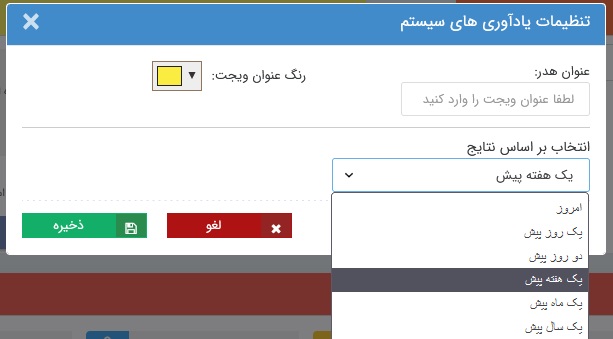 تنظیمات یادآوری های سیستم
عنوان هدر:
رنگ عنوان ویجت:
لطفا عنوان ویجت را وارد کنید
انتخاب بر اساس نتایج
یک هفته پیش
امروز
یک روز پیش
دو روز پیش
یک هفته پیش
یک ماه پیش
یک سال پیش
لغو
ذخیره